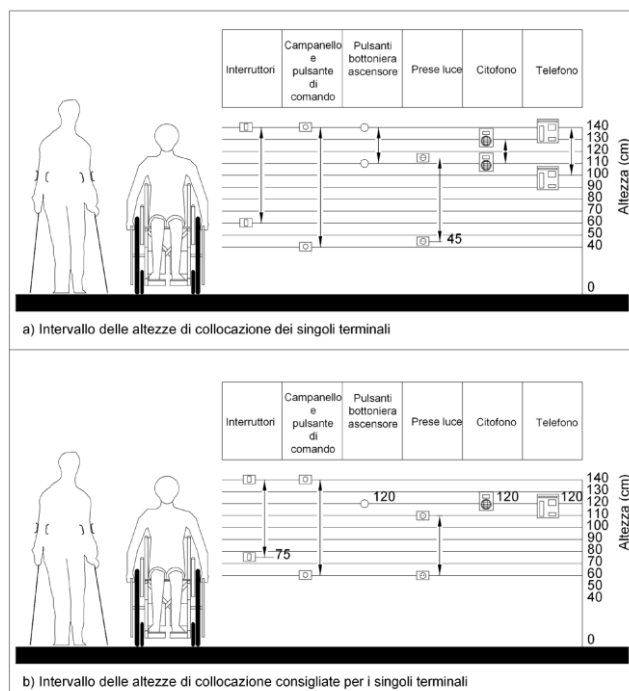 Interruttori
Campanello
e
pulsante
di
comando
Pulsanti
bottoniera
ascensore
Prese luce
Citofono
Telefono
140
130
120
110
100
90
80
70
60
50
40
0
Altezza (cm)
45
a) Intervallo delle altezze di collocazione dei singoli terminali
Interruttori
Campanello
e
pulsante
di
comando
Pulsanti
bottoniera
ascensore
Prese luce
Citofono
Telefono
120
120
120
75
140
130
120
110
100
90
80
70
60
50
40
0
Altezza (cm)
b) Intervallo delle altezze di collocazione consigliate per i singoli terminali